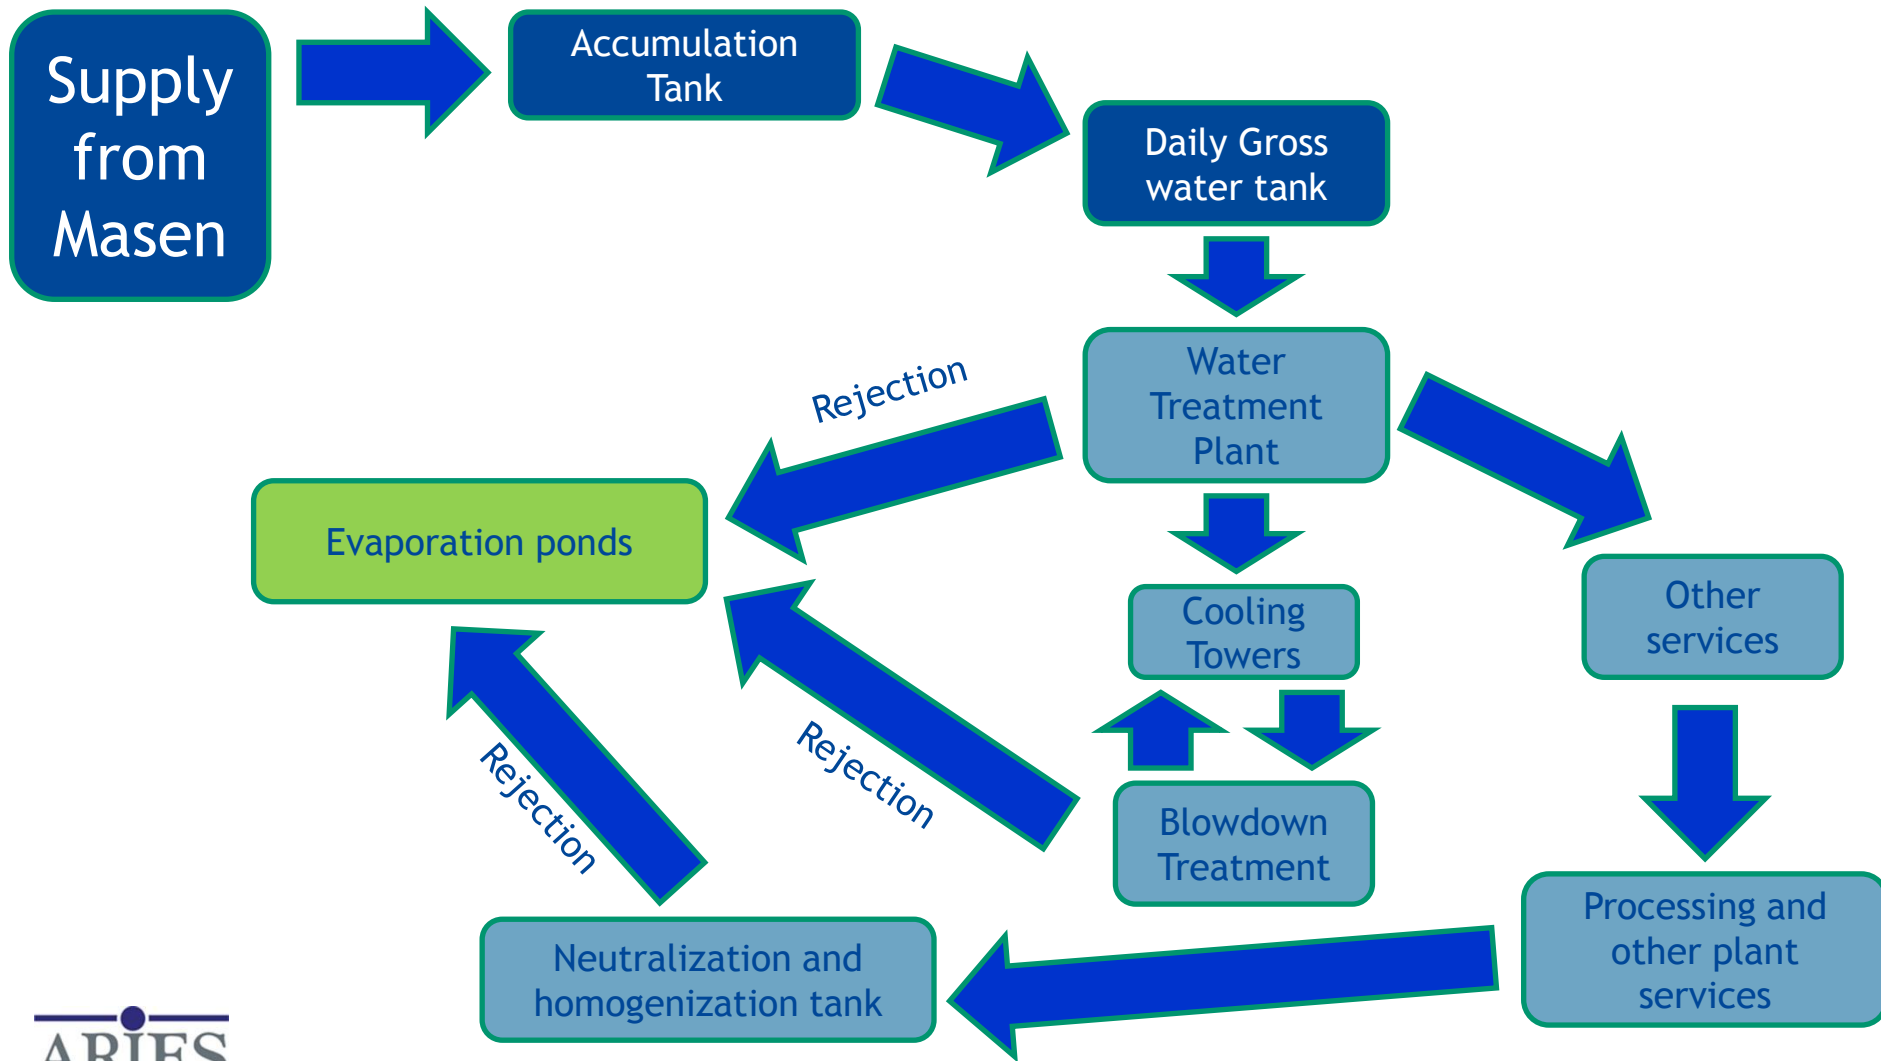 Supply
from
Masen
Accumulation
Tank
Daily Gross
water tank
Water
Treatment
Plant
Rejection
Evaporation ponds
Cooling
Towers
Other
services
Rejection
Rejection
Blowdown
Treatment
Processing and
other plant
services
Neutralization and
homogenization tank
ARIES